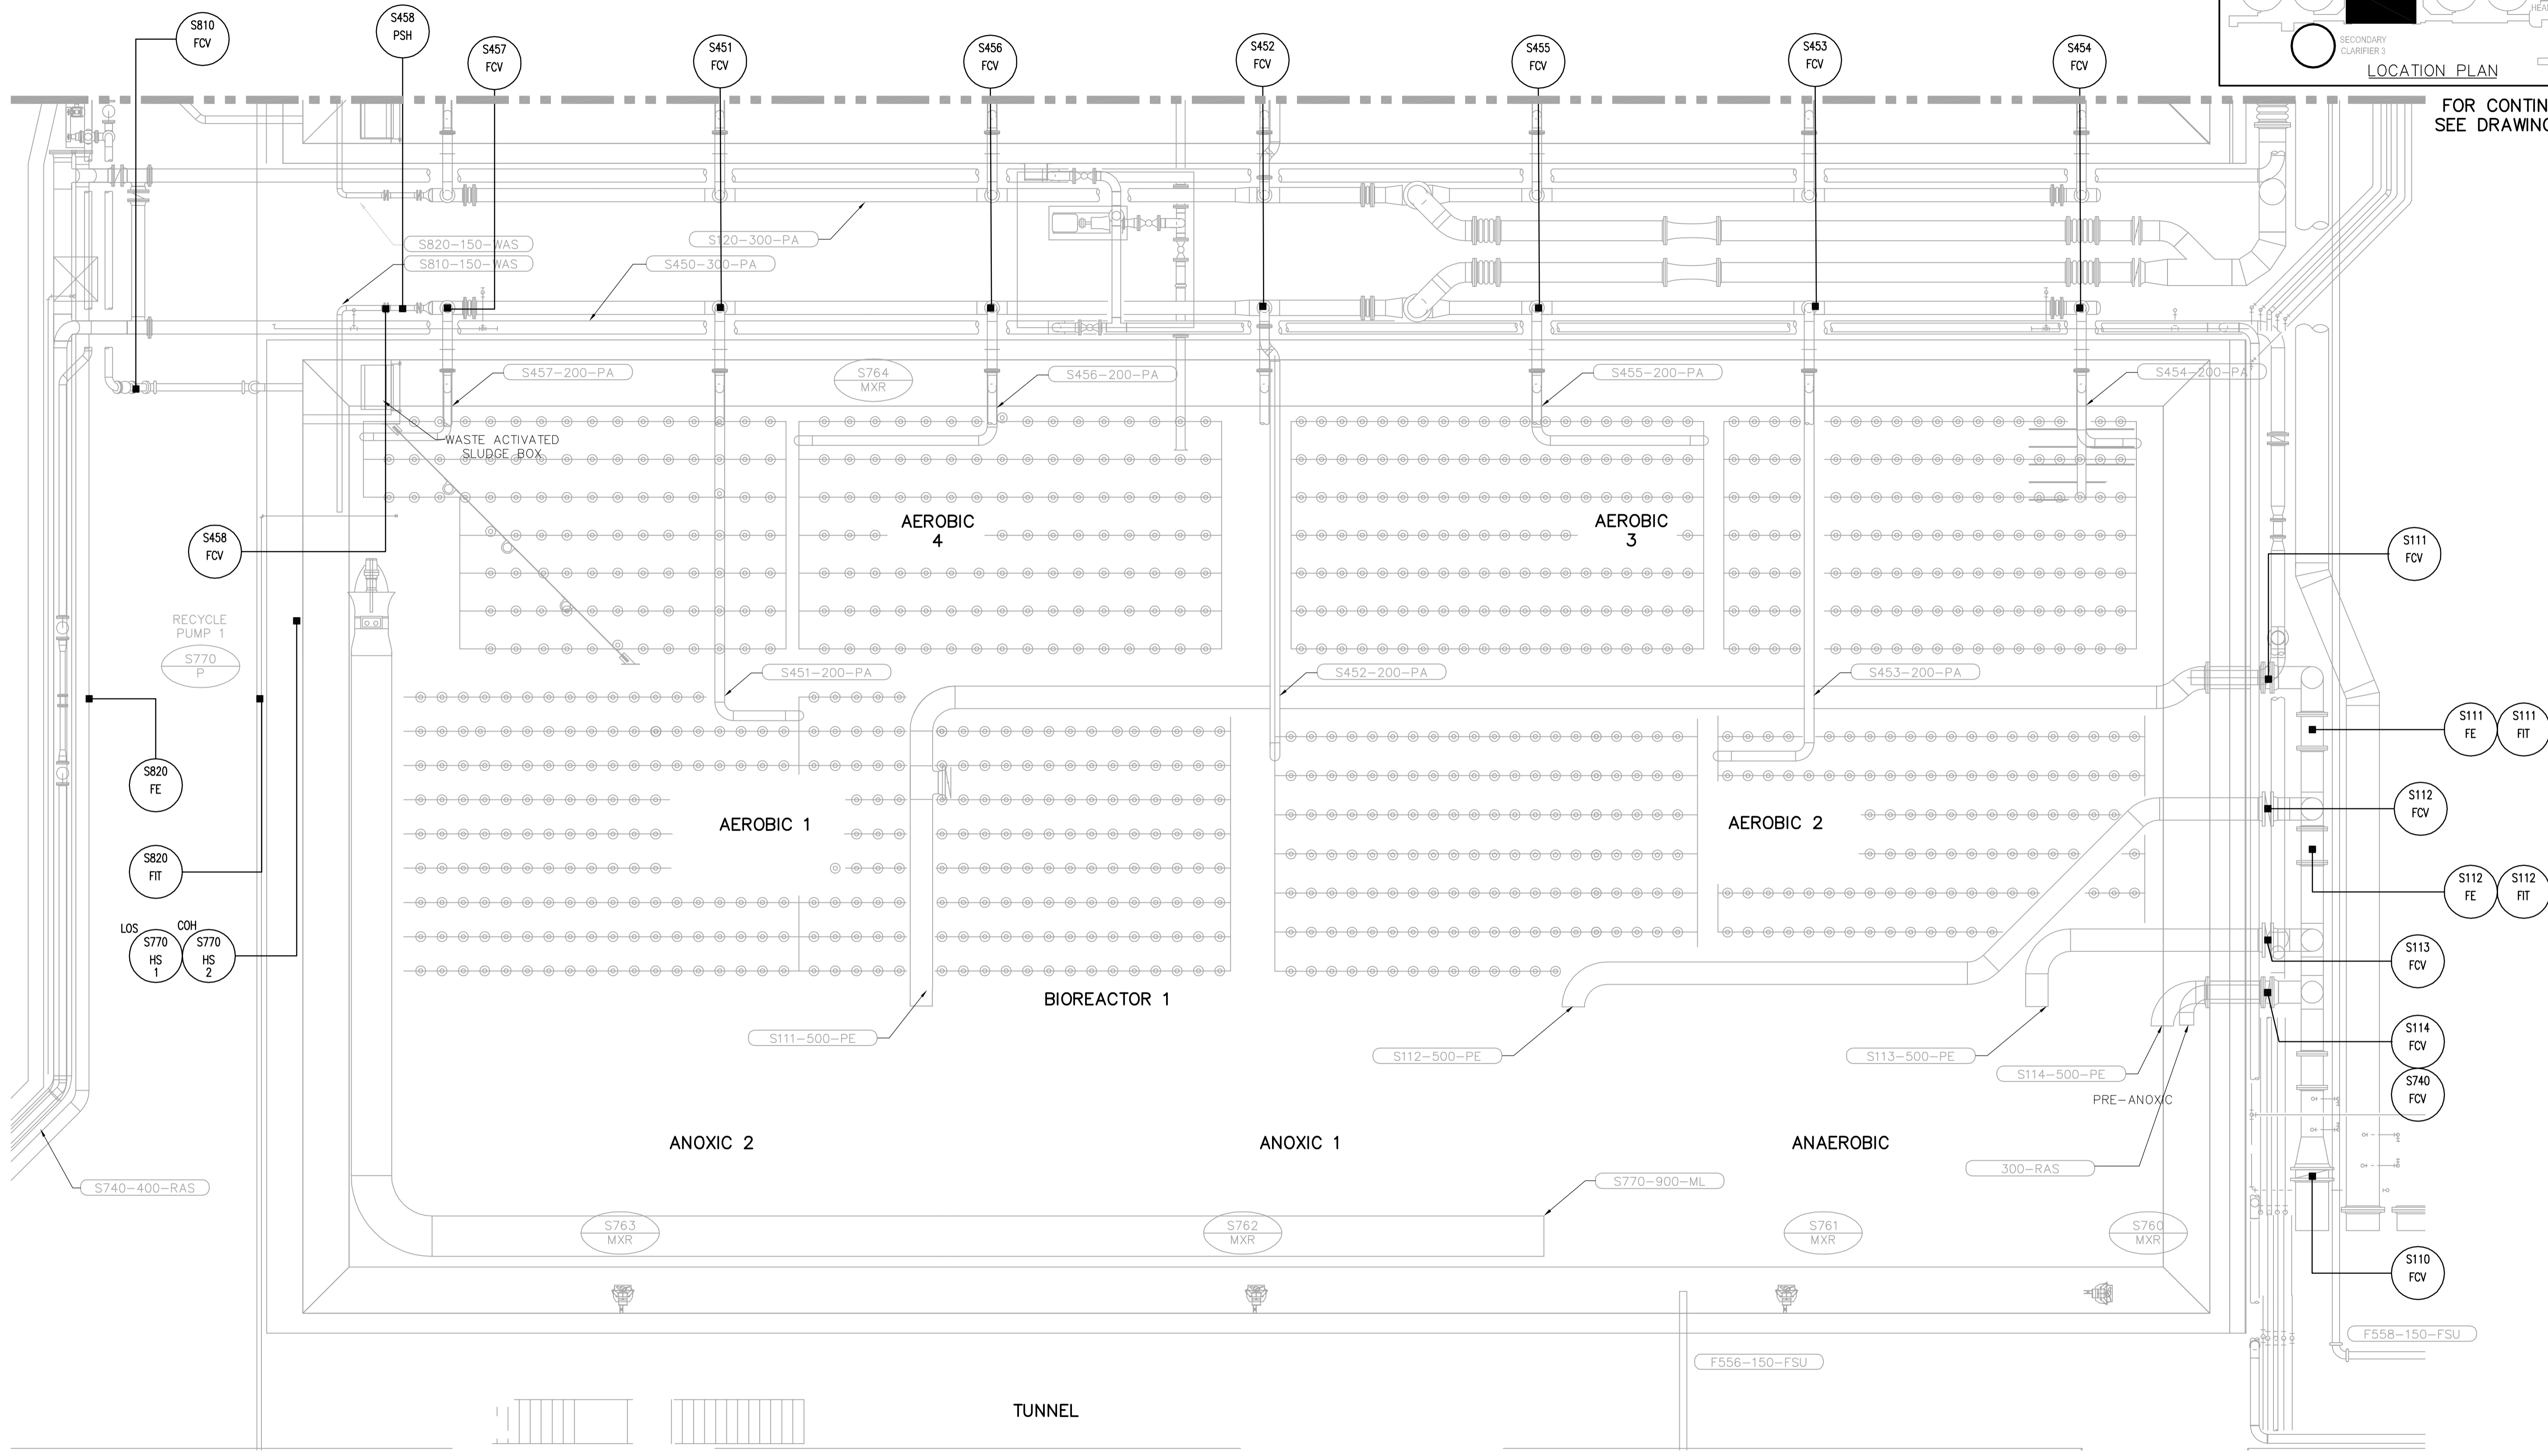 S810
FCV
S458
PSH
S457
FCV
S451
FCV
S456
FCV
S452
FCV
S455
FCV
S453
FCV
S454
FCV
SECONDARY
CLARIFIER 3
LOCATION PLAN
FOR CONTIN
SEE DRAWING
S820-150-WAS
S810-150-WAS
S120-300-PA
S450-300-PA
S457-200-PA
S764
MXR
S456-200-PA
S455-200-PA
S454-200-PA
WASTE ACTIVATED
SLUDGE BOX
AEROBIC
4
AEROBIC
3
S458
FCV
S111
FCV
RECYCLE
PUMP 1
S770
P
S451-200-PA
S452-200-PA
S453-200-PA
S111
FE
S111
FIT
S820
FE
AEROBIC 1
AEROBIC 2
S112
FCV
S820
FIT
S112
FE
S112
FIT
LOS
COH
S770
HS
1
S770
HS
2
S113
FCV
BIOREACTOR 1
S111-500-PE
S112-500-PE
S113-500-PE
S114-500-PE
S114
FCV
S740
FCV
PRE-ANOXIC
ANOXIC 2
ANOXIC 1
ANAEROBIC
300-RAS
S740-400-RAS
S770-900-ML
S763
MXR
S762
MXR
S761
MXR
S760
MXR
S110
FCV
F558-150-FSU
F556-150-FSU
TUNNEL